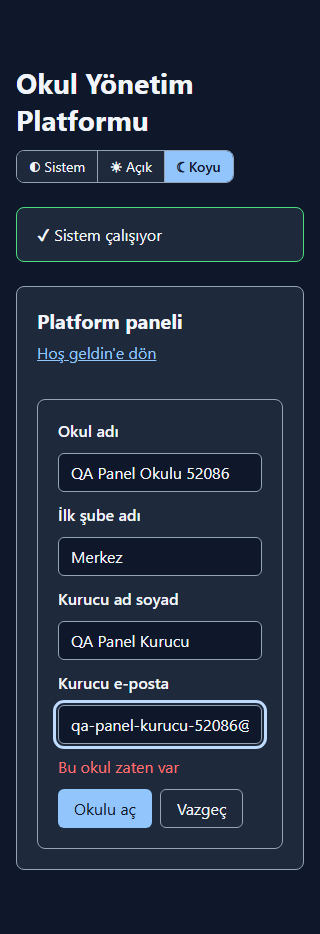 Okul Yönetim
Platformu
Sistem
Açık
Koyu
✓ Sistem çalışıyor
Platform paneli
Hoş geldin'e dön
Okul adı
QA Panel Okulu 52086
İlk şube adı
Merkez
Kurucu ad soyad
QA Panel Kurucu
Kurucu e-posta
qa-panel-kurucu-52086@
Bu okul zaten var
Okulu aç
Vazgeç